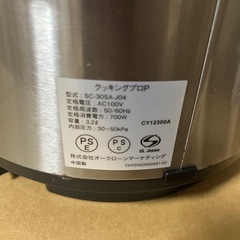 クッキングプロP
型式：SC-30SA-J04
定格電圧：AC100V
定格周波数：50/60Hz
定格消費電力：700W
容量：3.2ℓ
圧力範囲：30~50kPa
CY12300A
PS
E
PS
C
UL Japan
株式会社オークローンマーケティング
中国製